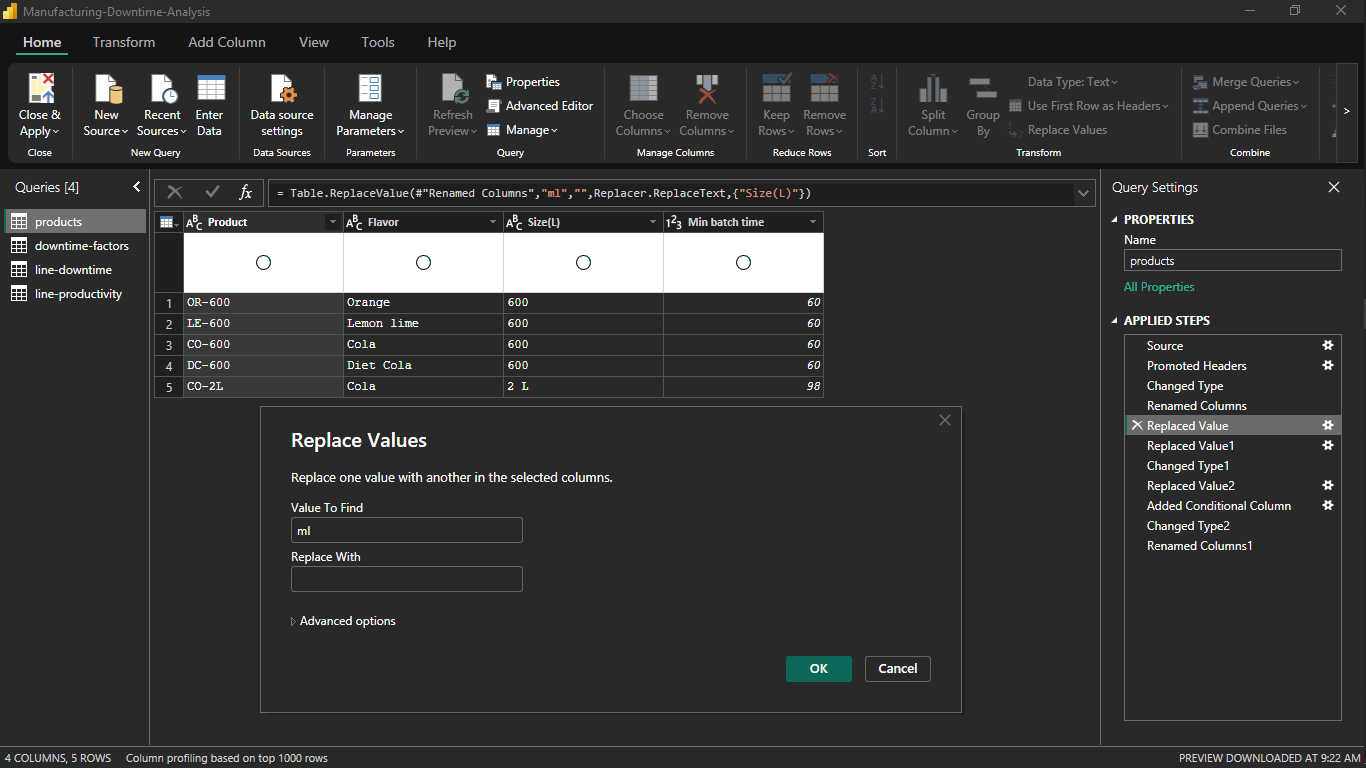 Manufacturing-Downtime-Analysis
Home Transform Add Column View Tools Help
Close & Apply
Close
New Source
Recent Sources
Enter Data
New Query
Data source settings
Data Sources
Manage Parameters
Parameters
Refresh Preview
Properties
Advanced Editor
Manage
Query
Choose Columns
Remove Columns
Manage Columns
Keep Rows
Remove Rows
Reduce Rows
Sort
Split Column
Group By
Data Type: Text
Use First Row as Headers
Replace Values
Transform
Merge Queries
Append Queries
Combine Files
Combine
Queries [4]
products
downtime-factors
line-downtime
line-productivity
fx = Table.ReplaceValue(#"Renamed Columns","ml","",Replacer.ReplaceText,{"Size(L)"})
ABC Product ABC Flavor ABC Size(L) 123 Min batch time
1 OR-600 Orange 600 60
2 LE-600 Lemon lime 600 60
3 CO-600 Cola 600 60
4 DC-600 Diet Cola 600 60
5 CO-2L Cola 2 L 98
Replace Values
Replace one value with another in the selected columns.
Value To Find
ml
Replace With
Advanced options
OK Cancel
Query Settings
PROPERTIES
Name
products
All Properties
APPLIED STEPS
Source
Promoted Headers
Changed Type
Renamed Columns
Replaced Value
Replaced Value1
Changed Type1
Replaced Value2
Added Conditional Column
Changed Type2
Renamed Columns1
4 COLUMNS, 5 ROWS Column profiling based on top 1000 rows
PREVIEW DOWNLOADED AT 9:22 AM